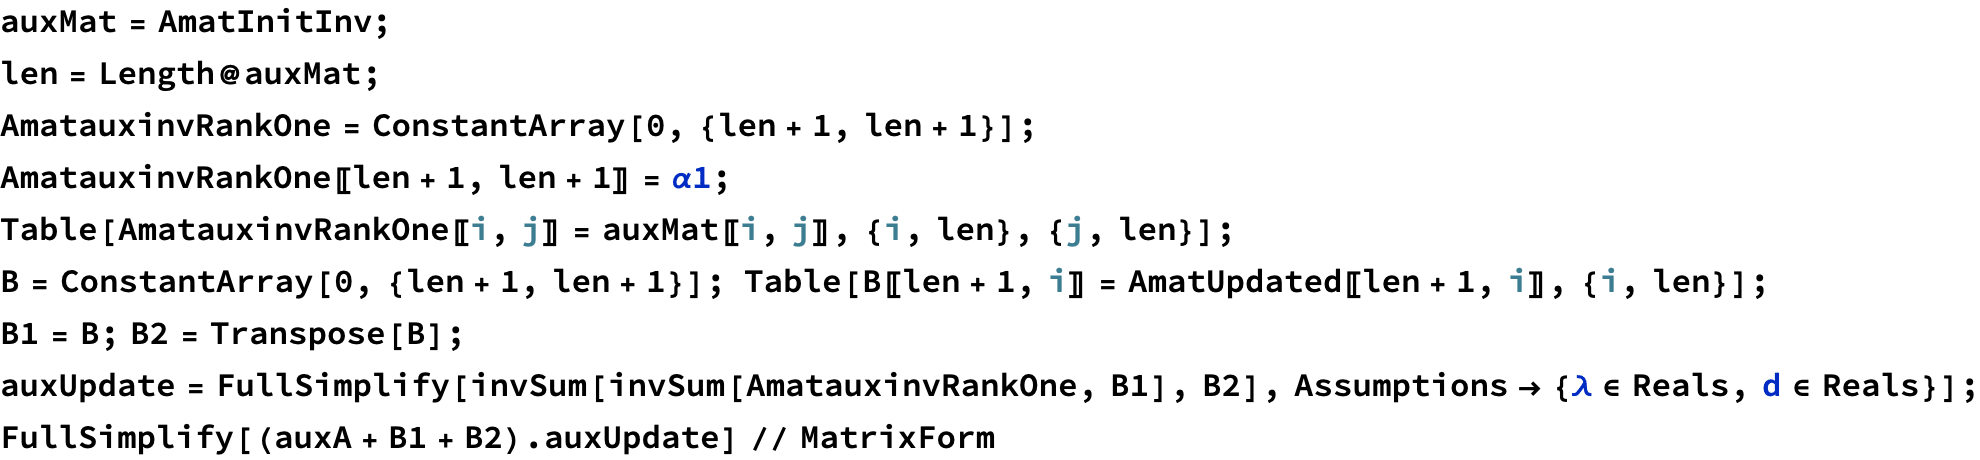 auxMat = AmatInitInv;
len = Length@auxMat;
AmatauxinvRankOne = ConstantArray[0, {len + 1, len + 1}];
AmatauxinvRankOne〚len + 1, len + 1〛 = α1;
Table[AmatauxinvRankOne〚i, j〛 = auxMat〚i, j〛, {i, len}, {j, len}];
B = ConstantArray[0, {len + 1, len + 1}]; Table[B〚len + 1, i〛 = AmatUpdated〚len + 1, i〛, {i, len}];
B1 = B; B2 = Transpose[B];
auxUpdate = FullSimplify[invSum[invSum[AmatauxinvRankOne, B1], B2], Assumptions → {λ ∈ Reals, d ∈ Reals}];
FullSimplify[(auxA + B1 + B2).auxUpdate] // MatrixForm